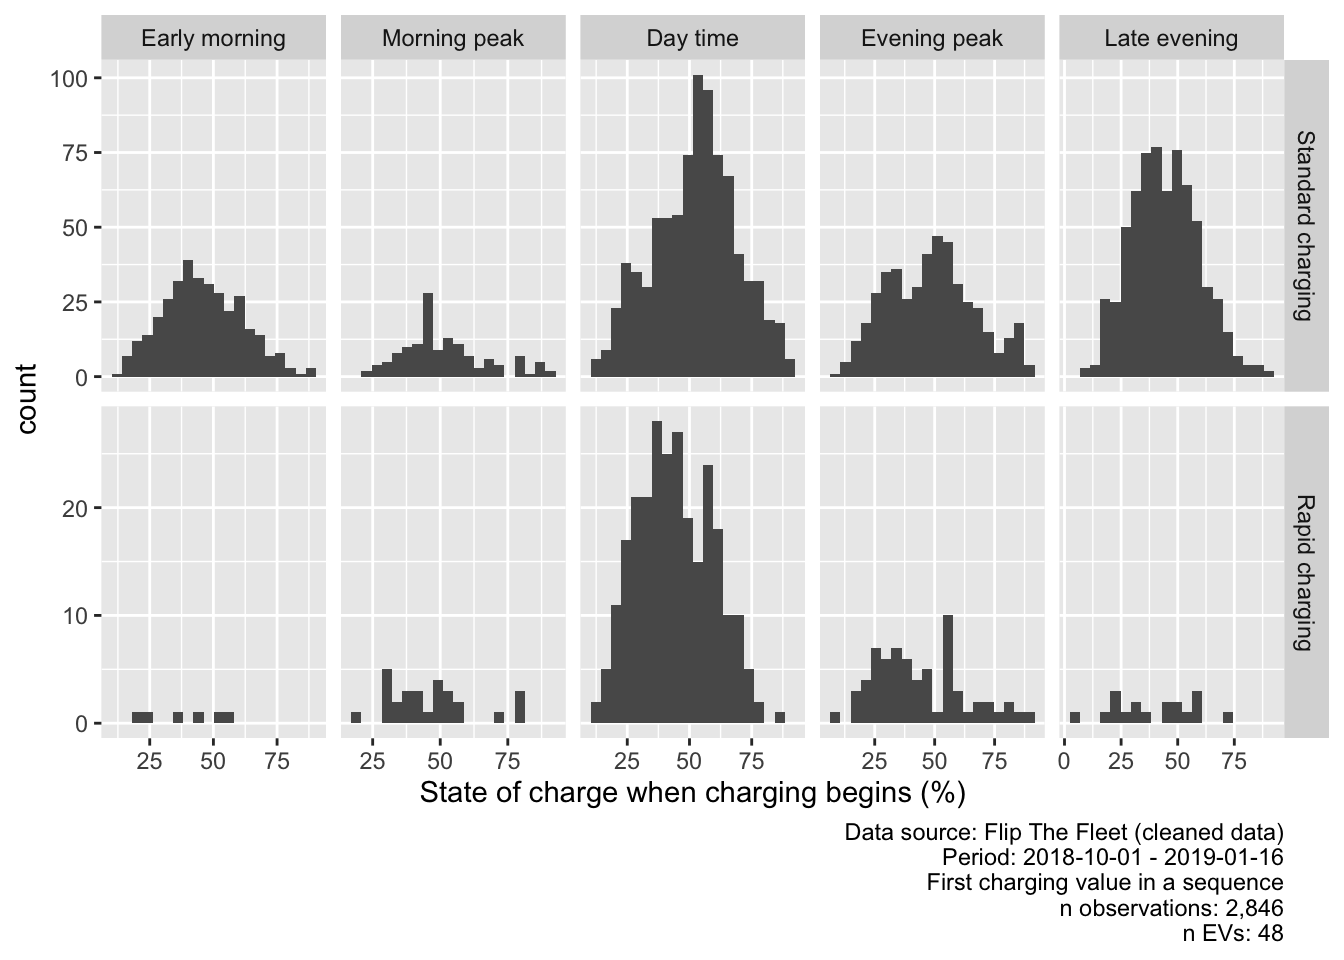 Early morning
Morning peak
Day time
Evening peak
Late evening
100
75
50
25
0
Standard charging
20
10
0
Rapid charging
count
25 50 75
25 50 75
25 50 75
25 50 75
0 25 50 75
State of charge when charging begins (%)
Data source: Flip The Fleet (cleaned data)
Period: 2018-10-01 - 2019-01-16
First charging value in a sequence
n observations: 2,846
n EVs: 48